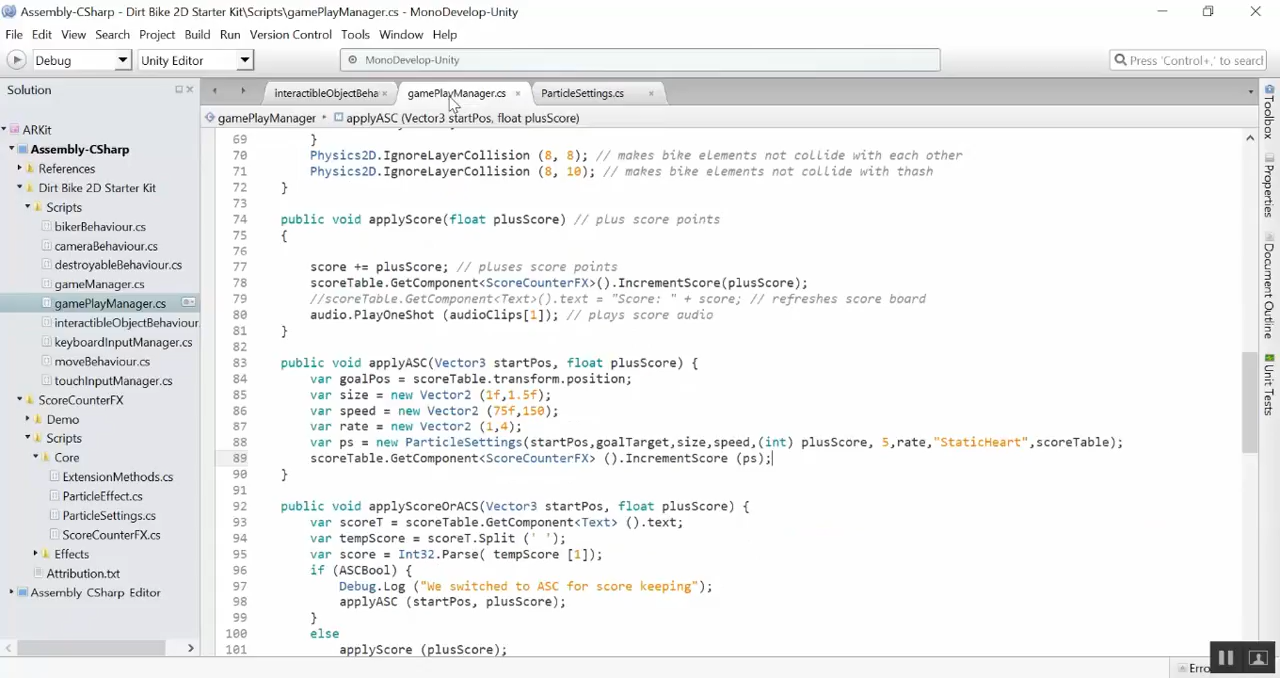 Assembly-CSharp - Dirt Bike 2D Starter Kit\Scripts\gamePlayManager.cs - MonoDevelop-Unity
File Edit View Search Project Build Run Version Control Tools Window Help
Debug Unity Editor MonoDevelop-Unity Press 'Control+,' to search
Solution
interactibleObjectBeha gamePlayManager.cs ParticleSettings.cs
gamePlayManager applyASC (Vector3 startPos, float plusScore)
ARKit
Assembly-CSharp
References
Dirt Bike 2D Starter Kit
Scripts
bikerBehaviour.cs
cameraBehaviour.cs
destroyableBehaviour.cs
gameManager.cs
gamePlayManager.cs
interactibleObjectBehaviour
keyboardInputManager.cs
moveBehaviour.cs
touchInputManager.cs
ScoreCounterFX
Demo
Scripts
Core
ExtensionMethods.cs
ParticleEffect.cs
ParticleSettings.cs
ScoreCounterFX.cs
Effects
Attribution.txt
Assembly CSharp Editor
69 }
70 Physics2D.IgnoreLayerCollision (8, 8); // makes bike elements not collide with each other
71 Physics2D.IgnoreLayerCollision (8, 10); // makes bike elements not collide with thash
72 }
73
74 public void applyScore(float plusScore) // plus score points
75 {
76
77 score += plusScore; // pluses score points
78 scoreTable.GetComponent<ScoreCounterFX>().IncrementScore(plusScore);
79 //scoreTable.GetComponent<Text>().text = "Score: " + score; // refreshes score board
80 audio.PlayOneShot (audioClips[1]); // plays score audio
81 }
82
83 public void applyASC(Vector3 startPos, float plusScore) {
84 var goalPos = scoreTable.transform.position;
85 var size = new Vector2 (1f,1.5f);
86 var speed = new Vector2 (75f,150);
87 var rate = new Vector2 (1,4);
88 var ps = new ParticleSettings(startPos,goalTarget,size,speed,(int) plusScore, 5,rate,"StaticHeart",scoreTable);
89 scoreTable.GetComponent<ScoreCounterFX> ().IncrementScore (ps);
90 }
91
92 public void applyScoreOrACS(Vector3 startPos, float plusScore) {
93 var scoreT = scoreTable.GetComponent<Text> ().text;
94 var tempScore = scoreT.Split (' ');
95 var score = Int32.Parse( tempScore [1]);
96 if (ASCBool) {
97 Debug.Log ("We switched to ASC for score keeping");
98 applyASC (startPos, plusScore);
99 }
100 else
101 applyScore (plusScore);
Toolbox
Properties
Document Outline
Unit Tests
Erro